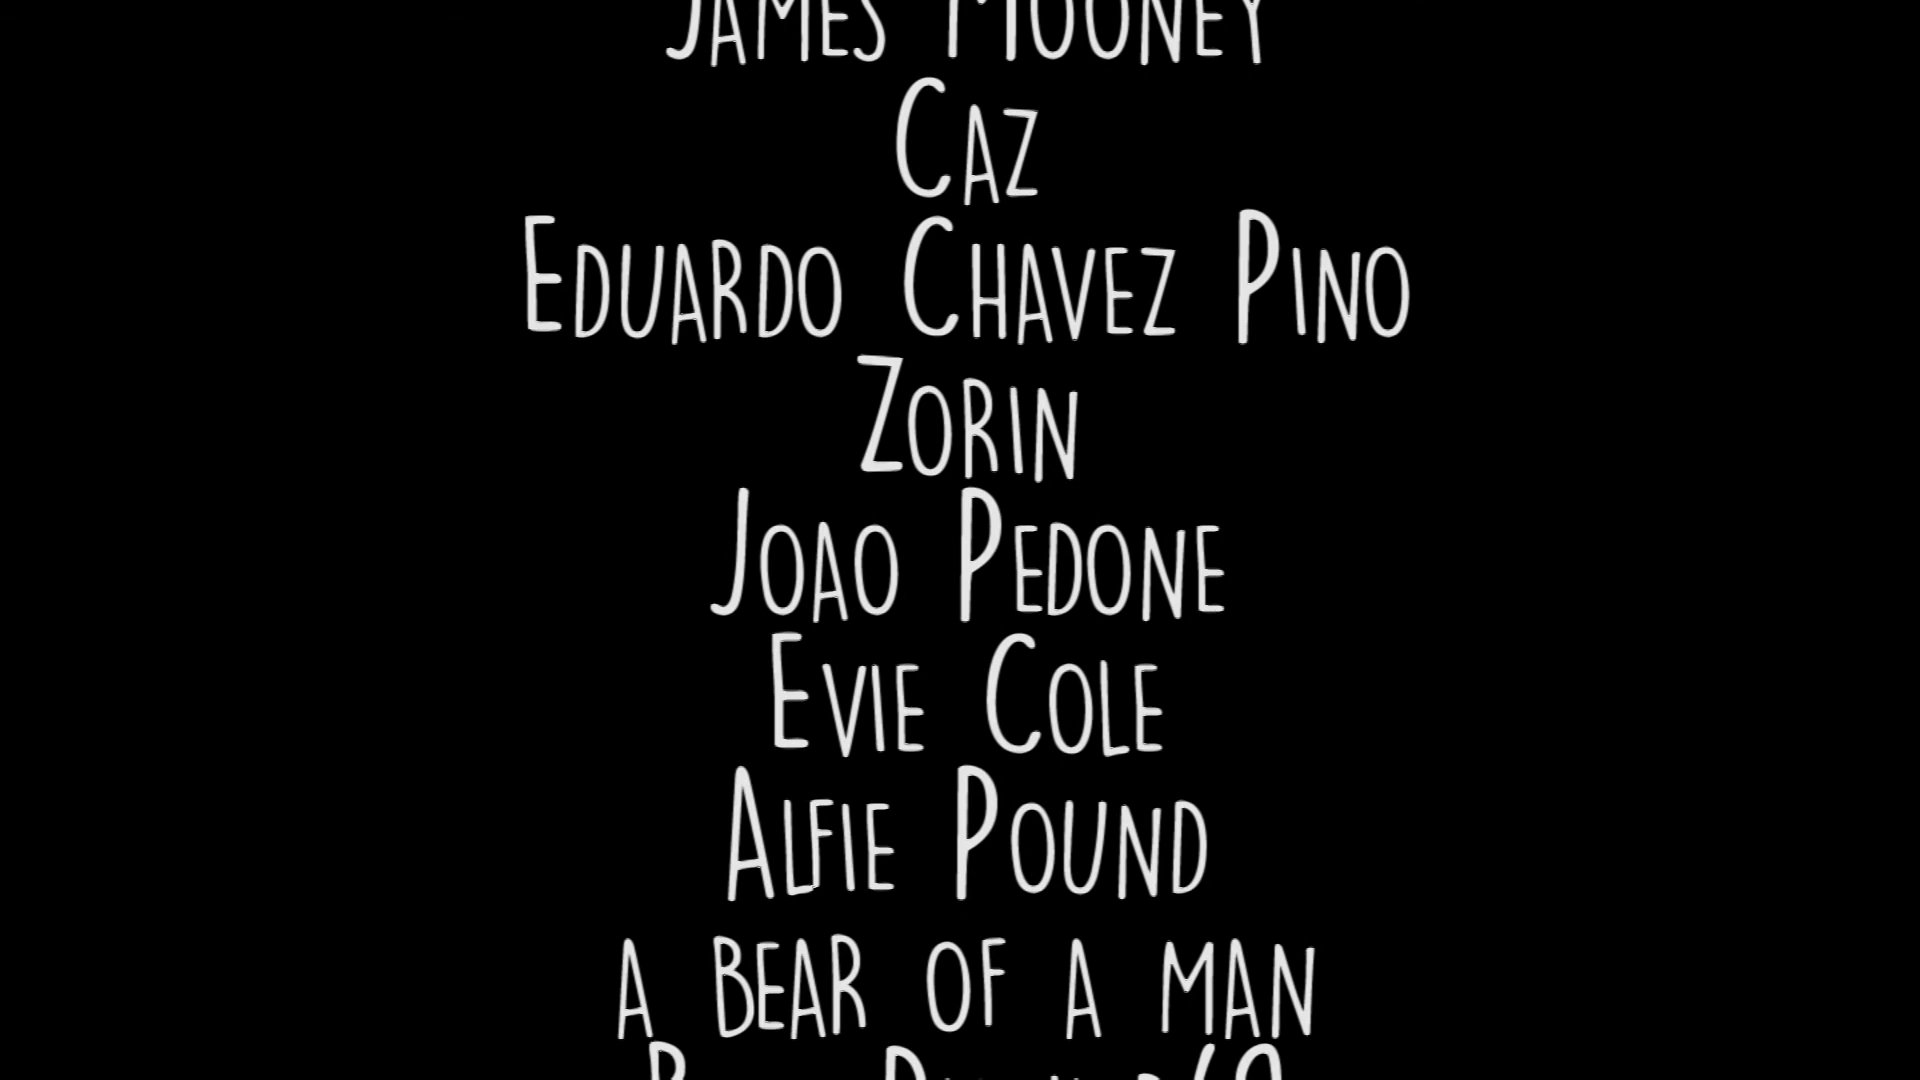 James Mooney
Caz
Eduardo Chavez Pino
Zorin
Joao Pedone
Evie Cole
Alfie Pound
a bear of a man